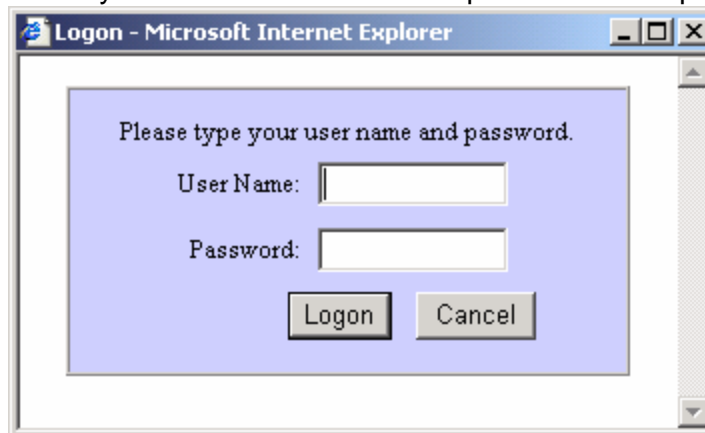 Logon - Microsoft Internet Explorer
Please type your user name and password.
User Name:
Password:
Logon Cancel